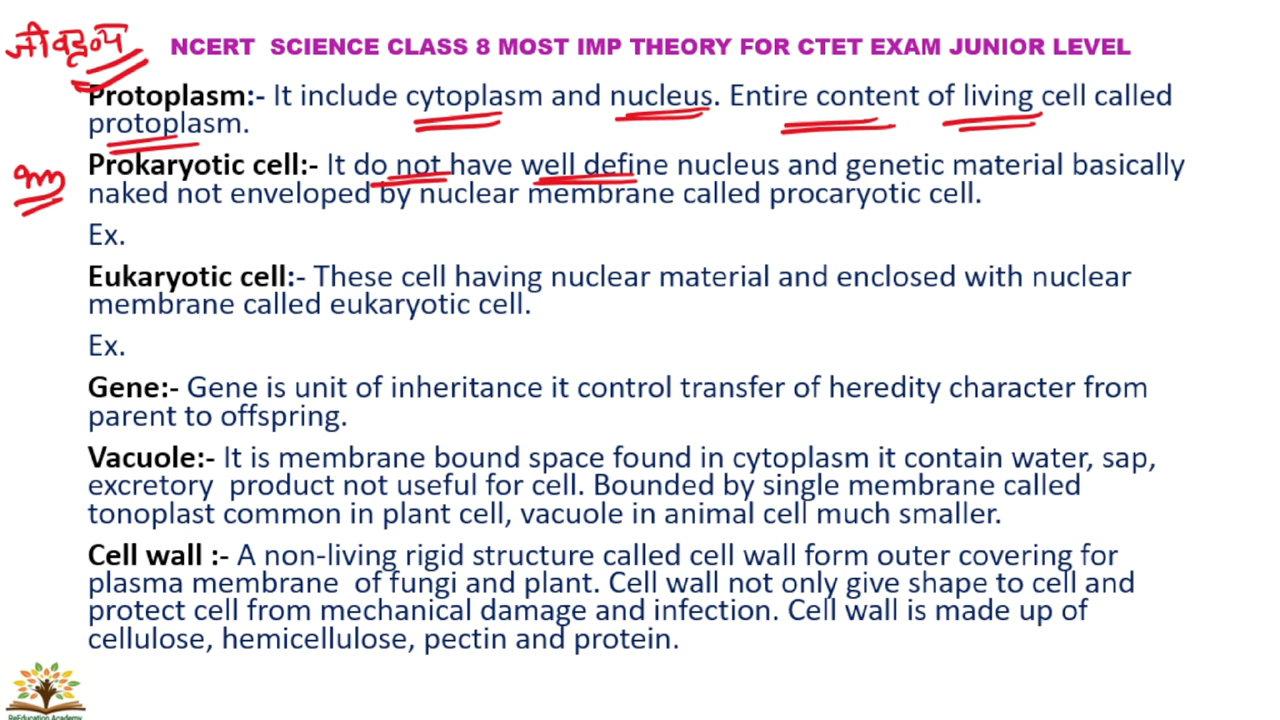 जीवद्रव्य
NCERT SCIENCE CLASS 8 MOST IMP THEORY FOR CTET EXAM JUNIOR LEVEL
Protoplasm:- It include cytoplasm and nucleus. Entire content of living cell called
protoplasm.
Prokaryotic cell:- It do not have well define nucleus and genetic material basically
naked not enveloped by nuclear membrane called procaryotic cell.
Ex.
Eukaryotic cell:- These cell having nuclear material and enclosed with nuclear
membrane called eukaryotic cell.
Ex.
Gene:- Gene is unit of inheritance it control transfer of heredity character from
parent to offspring.
Vacuole:- It is membrane bound space found in cytoplasm it contain water, sap,
excretory product not useful for cell. Bounded by single membrane called
tonoplast common in plant cell, vacuole in animal cell much smaller.
Cell wall :- A non-living rigid structure called cell wall form outer covering for
plasma membrane of fungi and plant. Cell wall not only give shape to cell and
protect cell from mechanical damage and infection. Cell wall is made up of
cellulose, hemicellulose, pectin and protein.
ReEducation Academy